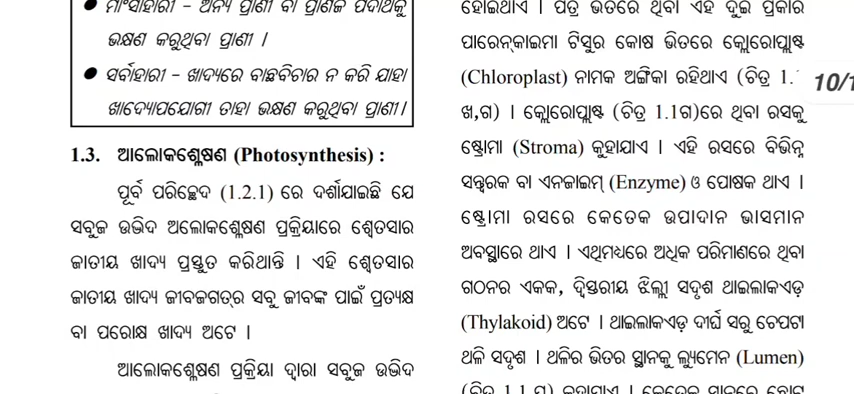 ● ମାଂସାହାରୀ - ଅନ୍ୟ ପ୍ରାଣୀ ବା ପ୍ରାଣିଜ ପଦାର୍ଥକୁ
ଭକ୍ଷଣ କରୁଥିବା ପ୍ରାଣୀ ।
● ସର୍ବାହାରୀ - ଖାଦ୍ୟରେ ବାଛବିଚାର ନ କରି ଯାହା
ଖାଦ୍ୟୋପଯୋଗୀ ତାହା ଭକ୍ଷଣ କରୁଥିବା ପ୍ରାଣୀ।
1.3. ଆଲୋକଶ୍ଳେଷଣ (Photosynthesis) :
ପୂର୍ବ ପରିଚ୍ଛେଦ (1.2.1) ରେ ଦର୍ଶାଯାଇଛି ଯେ
ସବୁଜ ଉଦ୍ଭିଦ ଆଲୋକଶ୍ଳେଷଣ ପ୍ରକ୍ରିୟାରେ ଶ୍ୱେତସାର
ଜାତୀୟ ଖାଦ୍ୟ ପ୍ରସ୍ତୁତ କରିଥାନ୍ତି । ଏହି ଶ୍ୱେତସାର
ଜାତୀୟ ଖାଦ୍ୟ ଜୀବଜଗତ୍‌ର ସବୁ ଜୀବଙ୍କ ପାଇଁ ପ୍ରତ୍ୟକ୍ଷ
ବା ପରୋକ୍ଷ ଖାଦ୍ୟ ଅଟେ ।
ଆଲୋକଶ୍ଳେଷଣ ପ୍ରକ୍ରିୟା ଦ୍ୱାରା ସବୁଜ ଉଦ୍ଭିଦ
ହୋଇଥାଏ । ପତ୍ର ଭିତରେ ଥିବା ଏହି ଦୁଇ ପ୍ରକାର
ପାରେନ୍‌କାଇମା ଟିସୁର କୋଷ ଭିତରେ କ୍ଲୋରୋପ୍ଲାଷ୍ଟ
(Chloroplast) ନାମକ ଅଙ୍ଗିକା ରହିଥାଏ (ଚିତ୍ର 1.
ଖ,ଗ) । କ୍ଲୋରୋପ୍ଲାଷ୍ଟ (ଚିତ୍ର 1.1ଗ)ରେ ଥିବା ରସକୁ
ଷ୍ଟ୍ରୋମା (Stroma) କୁହାଯାଏ । ଏହି ରସରେ ବିଭିନ୍ନ
ସନ୍ତ୍ୱରକ ବା ଏନଜାଇମ୍ (Enzyme) ଓ ପୋଷକ ଥାଏ ।
ଷ୍ଟ୍ରୋମା ରସରେ କେତେକ ଉପାଦାନ ଭାସମାନ
ଅବସ୍ଥାରେ ଥାଏ । ଏଥିମଧ୍ୟରେ ଅଧିକ ପରିମାଣରେ ଥିବା
ଗଠନର ଏକକ, ଦ୍ୱିସ୍ତରୀୟ ଝିଲ୍ଲୀ ସଦୃଶ ଥାଇଲାକଏଡ଼
(Thylakoid) ଅଟେ । ଥାଇଲାକଏଡ଼ ଦୀର୍ଘ ସରୁ ଚେପଟା
ଥଳି ସଦୃଶ । ଥଳିର ଭିତର ସ୍ଥାନକୁ ଲ୍ୟୁମେନ (Lumen)
10/1